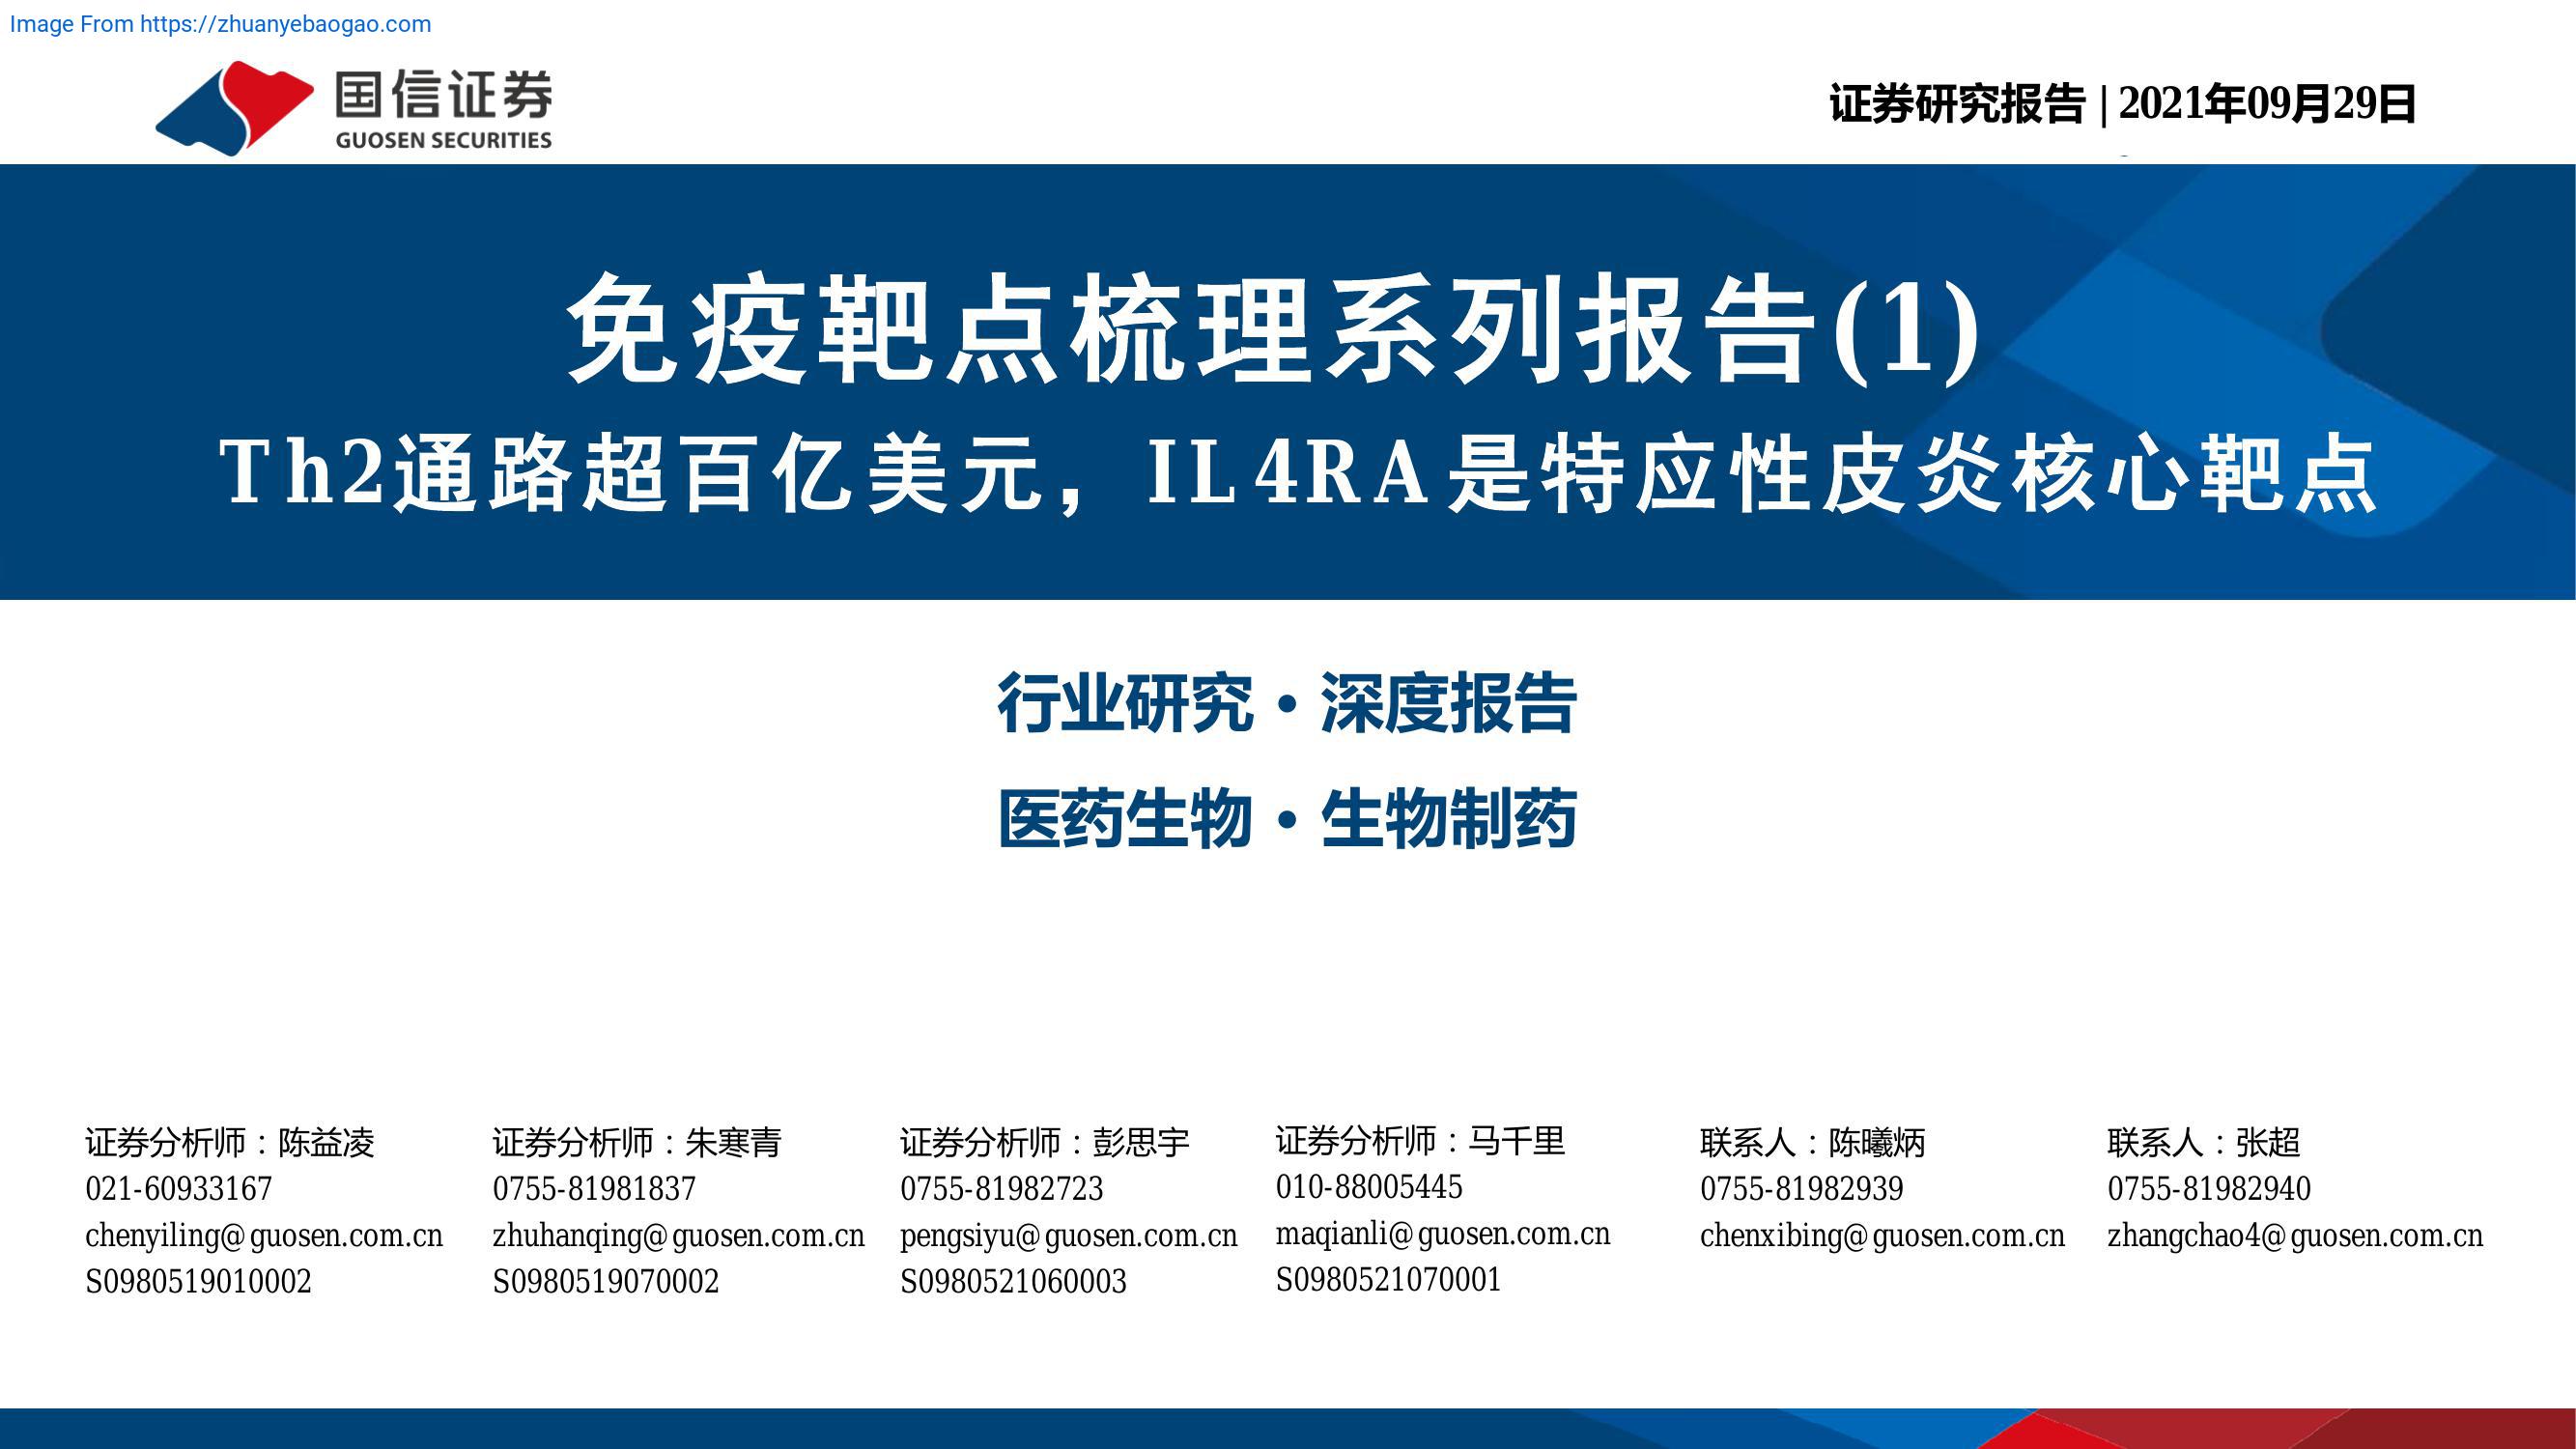 Image From https://zhuanyebaogao.com
国信证券
GUOSEN SECURITIES
证券研究报告 | 2021年09月29日
免疫靶点梳理系列报告(1)
Th2通路超百亿美元，IL4RA是特应性皮炎核心靶点
行业研究·深度报告
医药生物·生物制药
证券分析师：陈益凌
021-60933167
chenyiling@guosen.com.cn
S0980519010002
证券分析师：朱寒青
0755-81981837
zhuhanqing@guosen.com.cn
S0980519070002
证券分析师：彭思宇
0755-81982723
pengsiyu@guosen.com.cn
S0980521060003
证券分析师：马千里
010-88005445
maqianli@guosen.com.cn
S0980521070001
联系人：陈曦炳
0755-81982939
chenxibing@guosen.com.cn
联系人：张超
0755-81982940
zhangchao4@guosen.com.cn